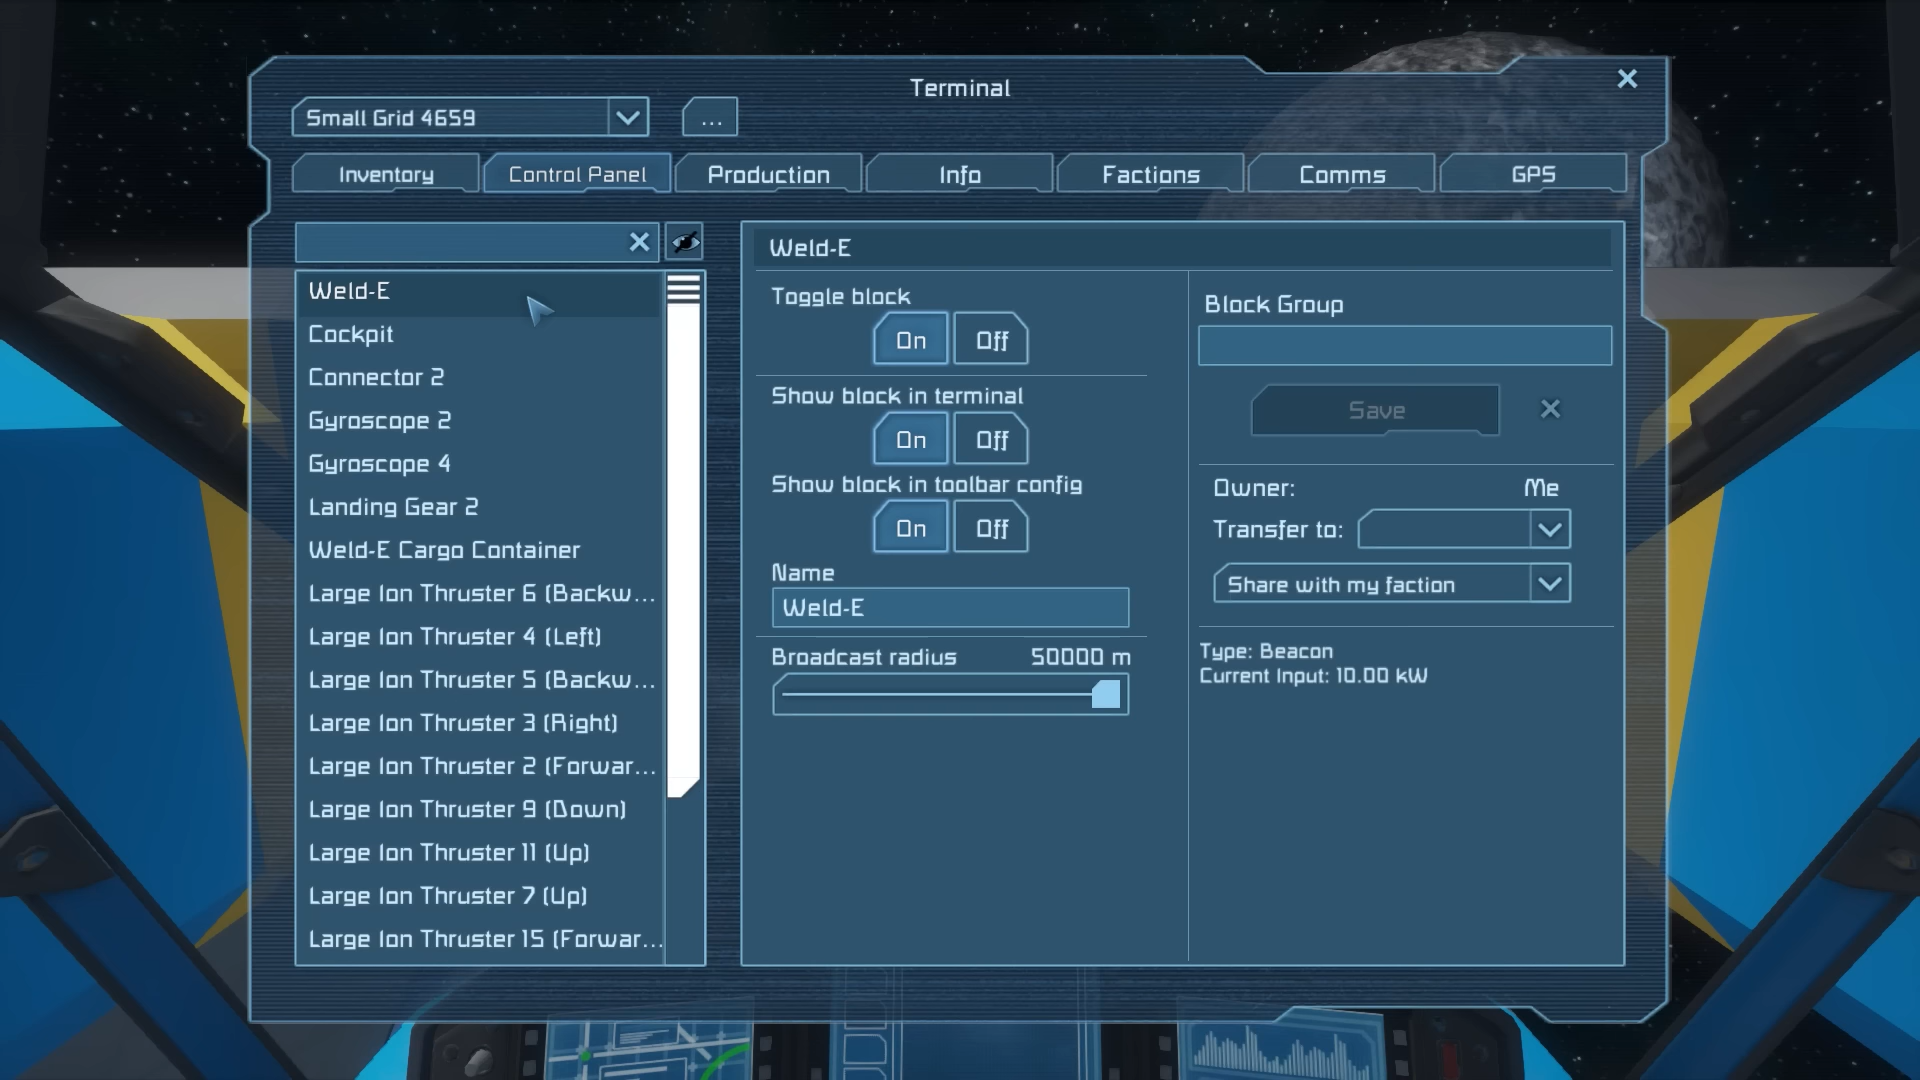 Terminal
Small Grid 4659
...
Inventory
Control Panel
Production
Info
Factions
Comms
GPS
Weld-E
Cockpit
Connector 2
Gyroscope 2
Gyroscope 4
Landing Gear 2
Weld-E Cargo Container
Large Ion Thruster 6 (Backw...
Large Ion Thruster 4 (Left)
Large Ion Thruster 5 (Backw...
Large Ion Thruster 3 (Right)
Large Ion Thruster 2 (Forwar...
Large Ion Thruster 9 (Down)
Large Ion Thruster 11 (Up)
Large Ion Thruster 7 (Up)
Large Ion Thruster 15 (Forwar...
Weld-E
Toggle block
On Off
Show block in terminal
On Off
Show block in toolbar config
On Off
Name
Weld-E
Broadcast radius 50000 m
Block Group
Save
Owner: Me
Transfer to:
Share with my faction
Type: Beacon
Current Input: 10.00 kW